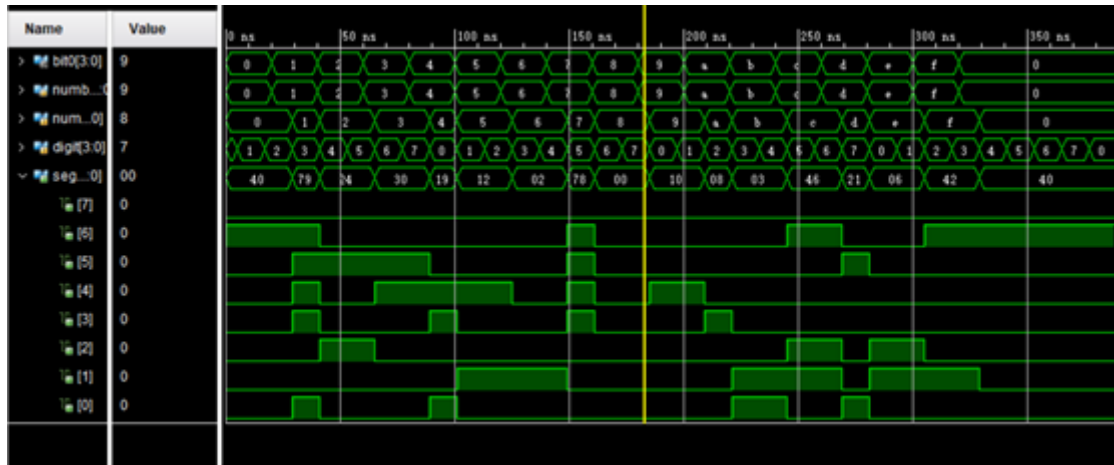 Name Value 0 ns 50 ns 100 ns 150 ns 200 ns 250 ns 300 ns 350 ns
bit0[3:0] 9 0 1 2 3 4 5 6 7 8 9 a b c d e f 0
numb...:0 9 0 1 2 3 4 5 6 7 8 9 a b c d e f 0
num...0] 8 0 1 2 3 4 5 6 7 8 9 a b c d e f 0
digit[3:0] 7 1 2 3 4 5 6 7 0 1 2 3 4 5 6 7 0 1 2 3 4 5 6 7 0 1 2 3 4 5 6 7 0
seg...:0] 00 40 79 24 30 19 12 02 78 00 10 08 03 46 21 06 42 40
[7] 0
[6] 0
[5] 0
[4] 0
[3] 0
[2] 0
[1] 0
[0] 0